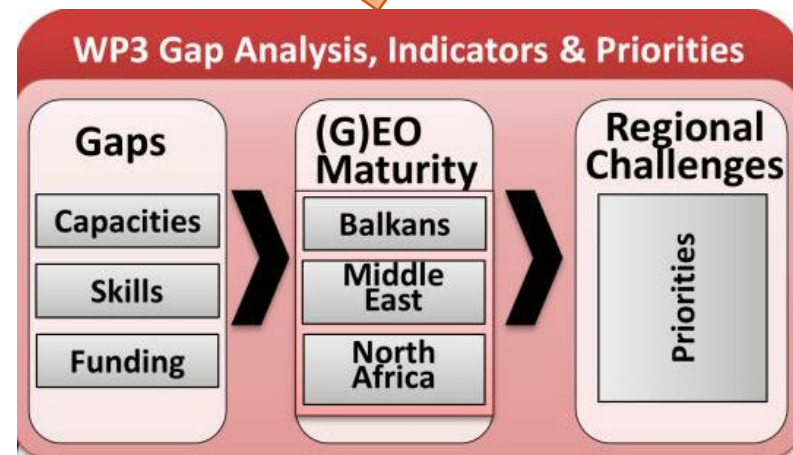 WP3 Gap Analysis, Indicators & Priorities
Gaps
Capacities
Skills
Funding
(G)EO
Maturity
Balkans
Middle
East
North
Africa
Regional
Challenges
Priorities